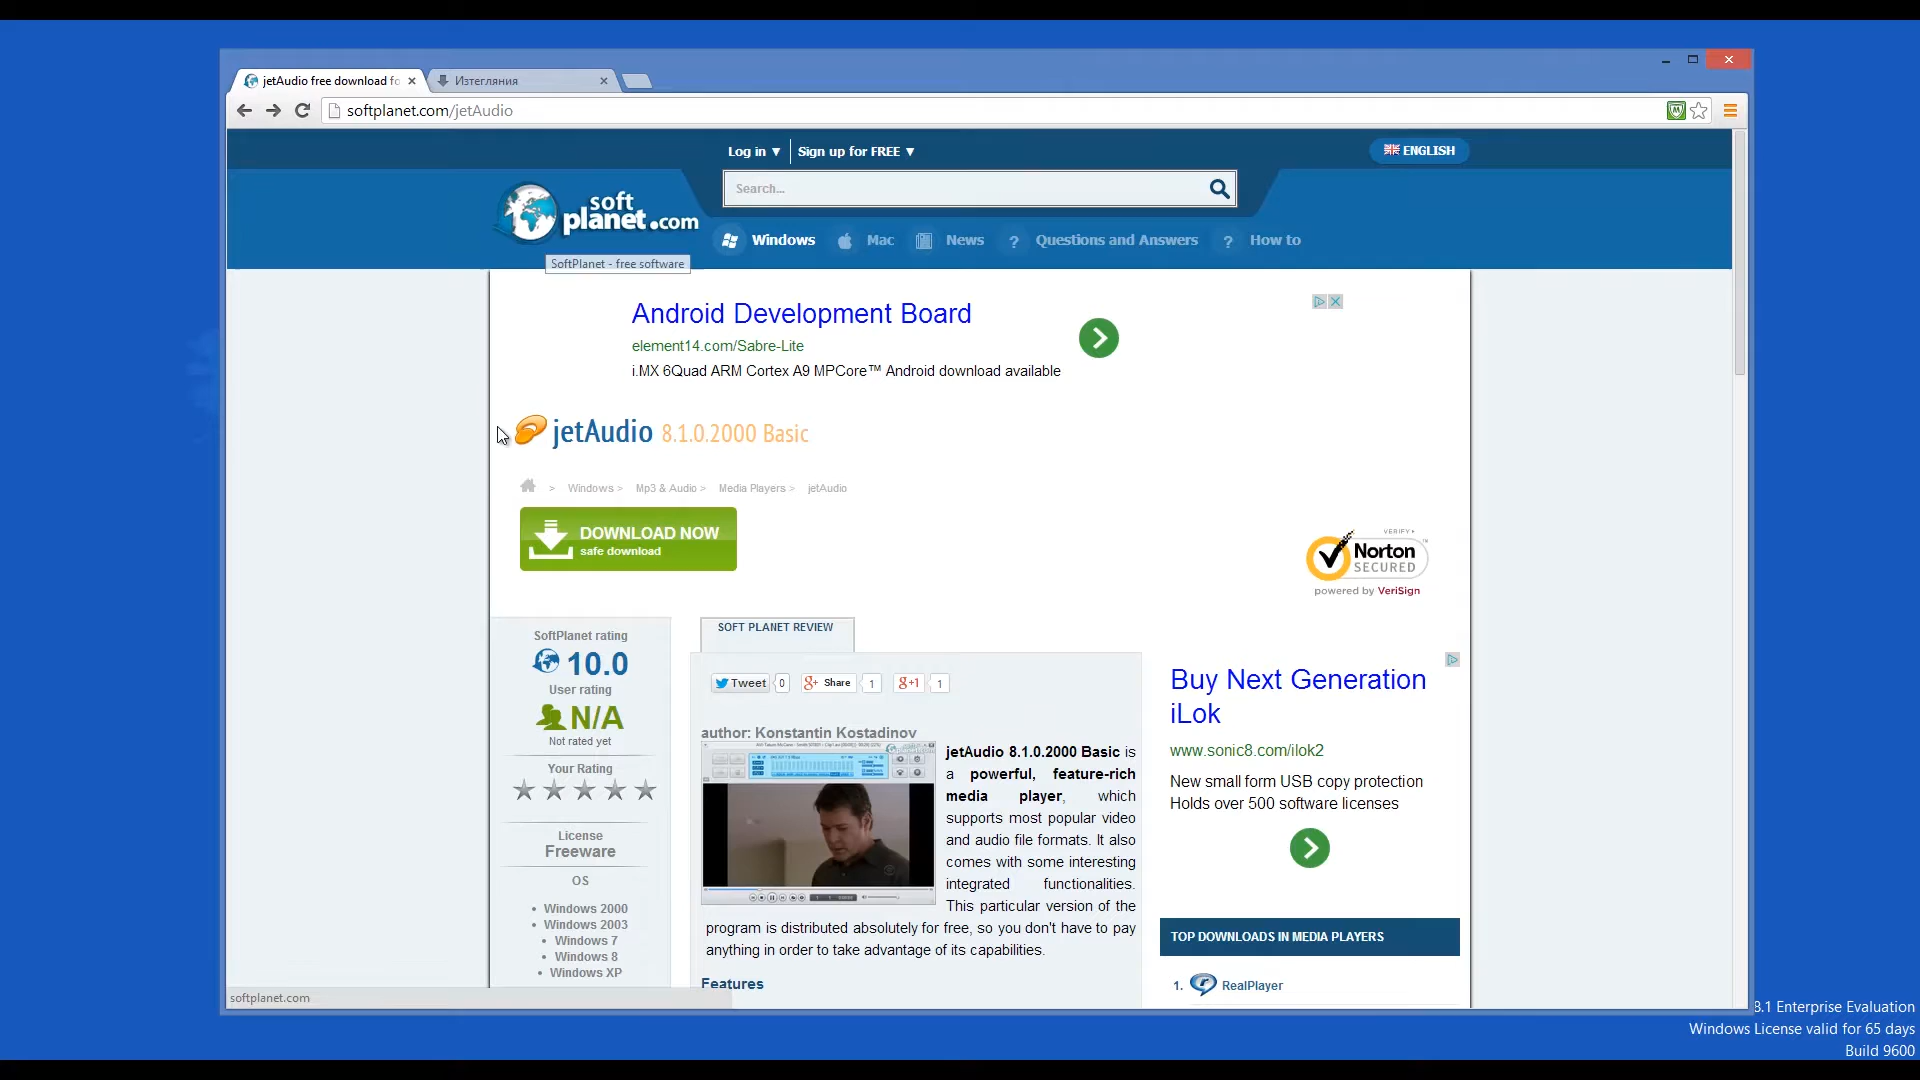 jetAudio free download fo
Изтегляния
softplanet.com/jetAudio
Log in ▼
Sign up for FREE ▼
ENGLISH
soft
planet.com
Search...
Windows
Mac
News
? Questions and Answers
? How to
SoftPlanet - free software
Android Development Board
element14.com/Sabre-Lite
i.MX 6Quad ARM Cortex A9 MPCore™ Android download available
jetAudio 8.1.0.2000 Basic
> Windows > Mp3 & Audio > Media Players > jetAudio
DOWNLOAD NOW
safe download
VERIFY
Norton
SECURED
powered by VeriSign
SoftPlanet rating
10.0
User rating
N/A
Not rated yet
Your Rating
License
Freeware
OS
• Windows 2000
• Windows 2003
• Windows 7
• Windows 8
• Windows XP
SOFT PLANET REVIEW
Tweet 0
g+ Share 1
g+1 1
author: Konstantin Kostadinov
jetAudio 8.1.0.2000 Basic is
a powerful, feature-rich
media player, which
supports most popular video
and audio file formats. It also
comes with some interesting
integrated functionalities.
This particular version of the
program is distributed absolutely for free, so you don't have to pay
anything in order to take advantage of its capabilities.
Features
Buy Next Generation
iLok
www.sonic8.com/ilok2
New small form USB copy protection
Holds over 500 software licenses
TOP DOWNLOADS IN MEDIA PLAYERS
1. RealPlayer
softplanet.com
8.1 Enterprise Evaluation
Windows License valid for 65 days
Build 9600